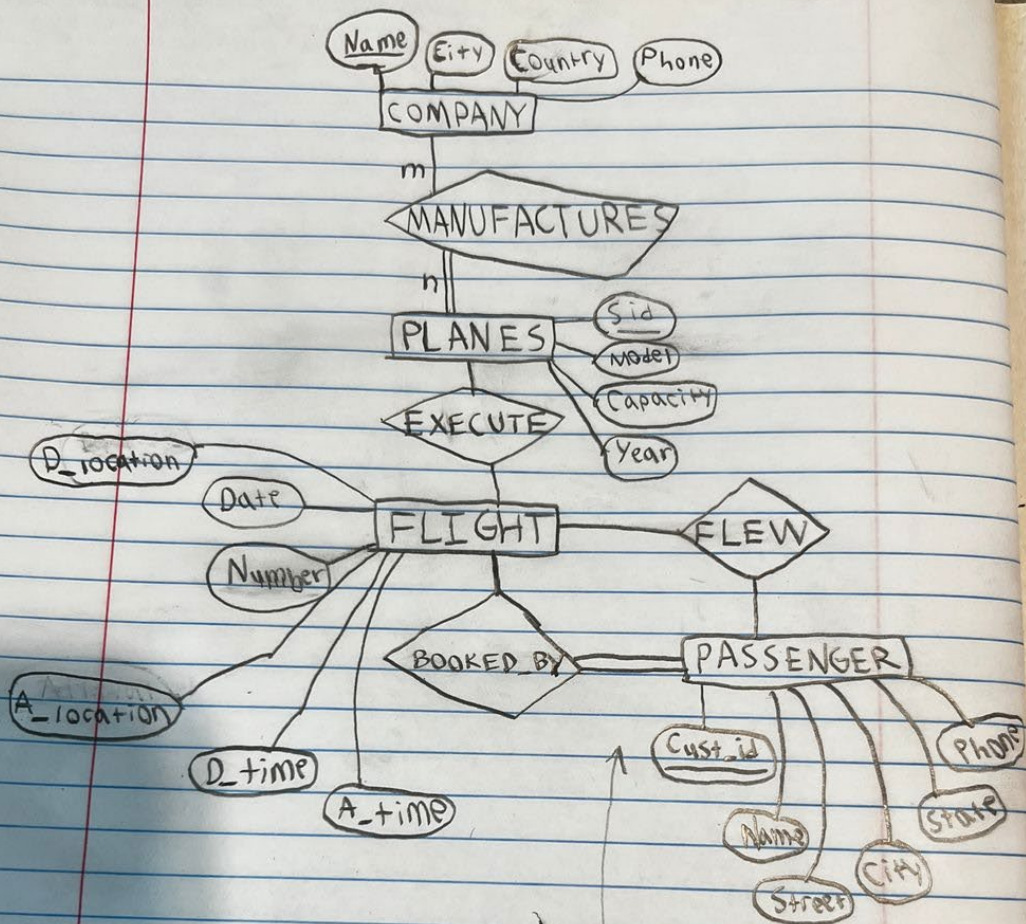 Name City Country Phone
COMPANY
m
MANUFACTURES
n
PLANES
Sid
Model
Capacity
EXECUTE
Year
D_location
Date
FLIGHT
FLEW
Number
BOOKED_BY
PASSENGER
A_location
Cust_id
Phone
D_time
A_time
State
Name
City
Street